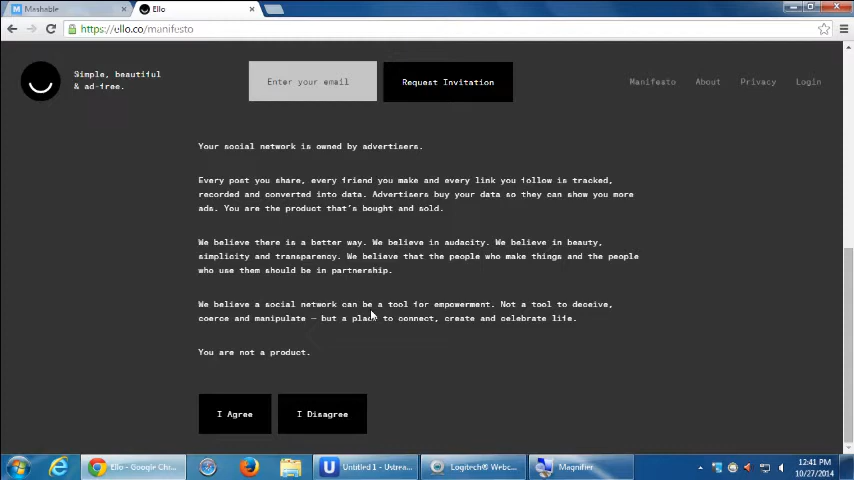 Mashable
Ello
https://ello.co/manifesto
Simple, beautiful
& ad-free.
Enter your email
Request Invitation
Manifesto
About
Privacy
Login
Your social network is owned by advertisers.
Every post you share, every friend you make and every link you follow is tracked,
recorded and converted into data. Advertisers buy your data so they can show you more
ads. You are the product that's bought and sold.
We believe there is a better way. We believe in audacity. We believe in beauty,
simplicity and transparency. We believe that the people who make things and the people
who use them should be in partnership.
We believe a social network can be a tool for empowerment. Not a tool to deceive,
coerce and manipulate — but a place to connect, create and celebrate life.
You are not a product.
I Agree
I Disagree
Ello - Google Chr...
Untitled 1 - Ustrea...
Logitech® Webc...
Magnifier
12:41 PM
10/27/2014